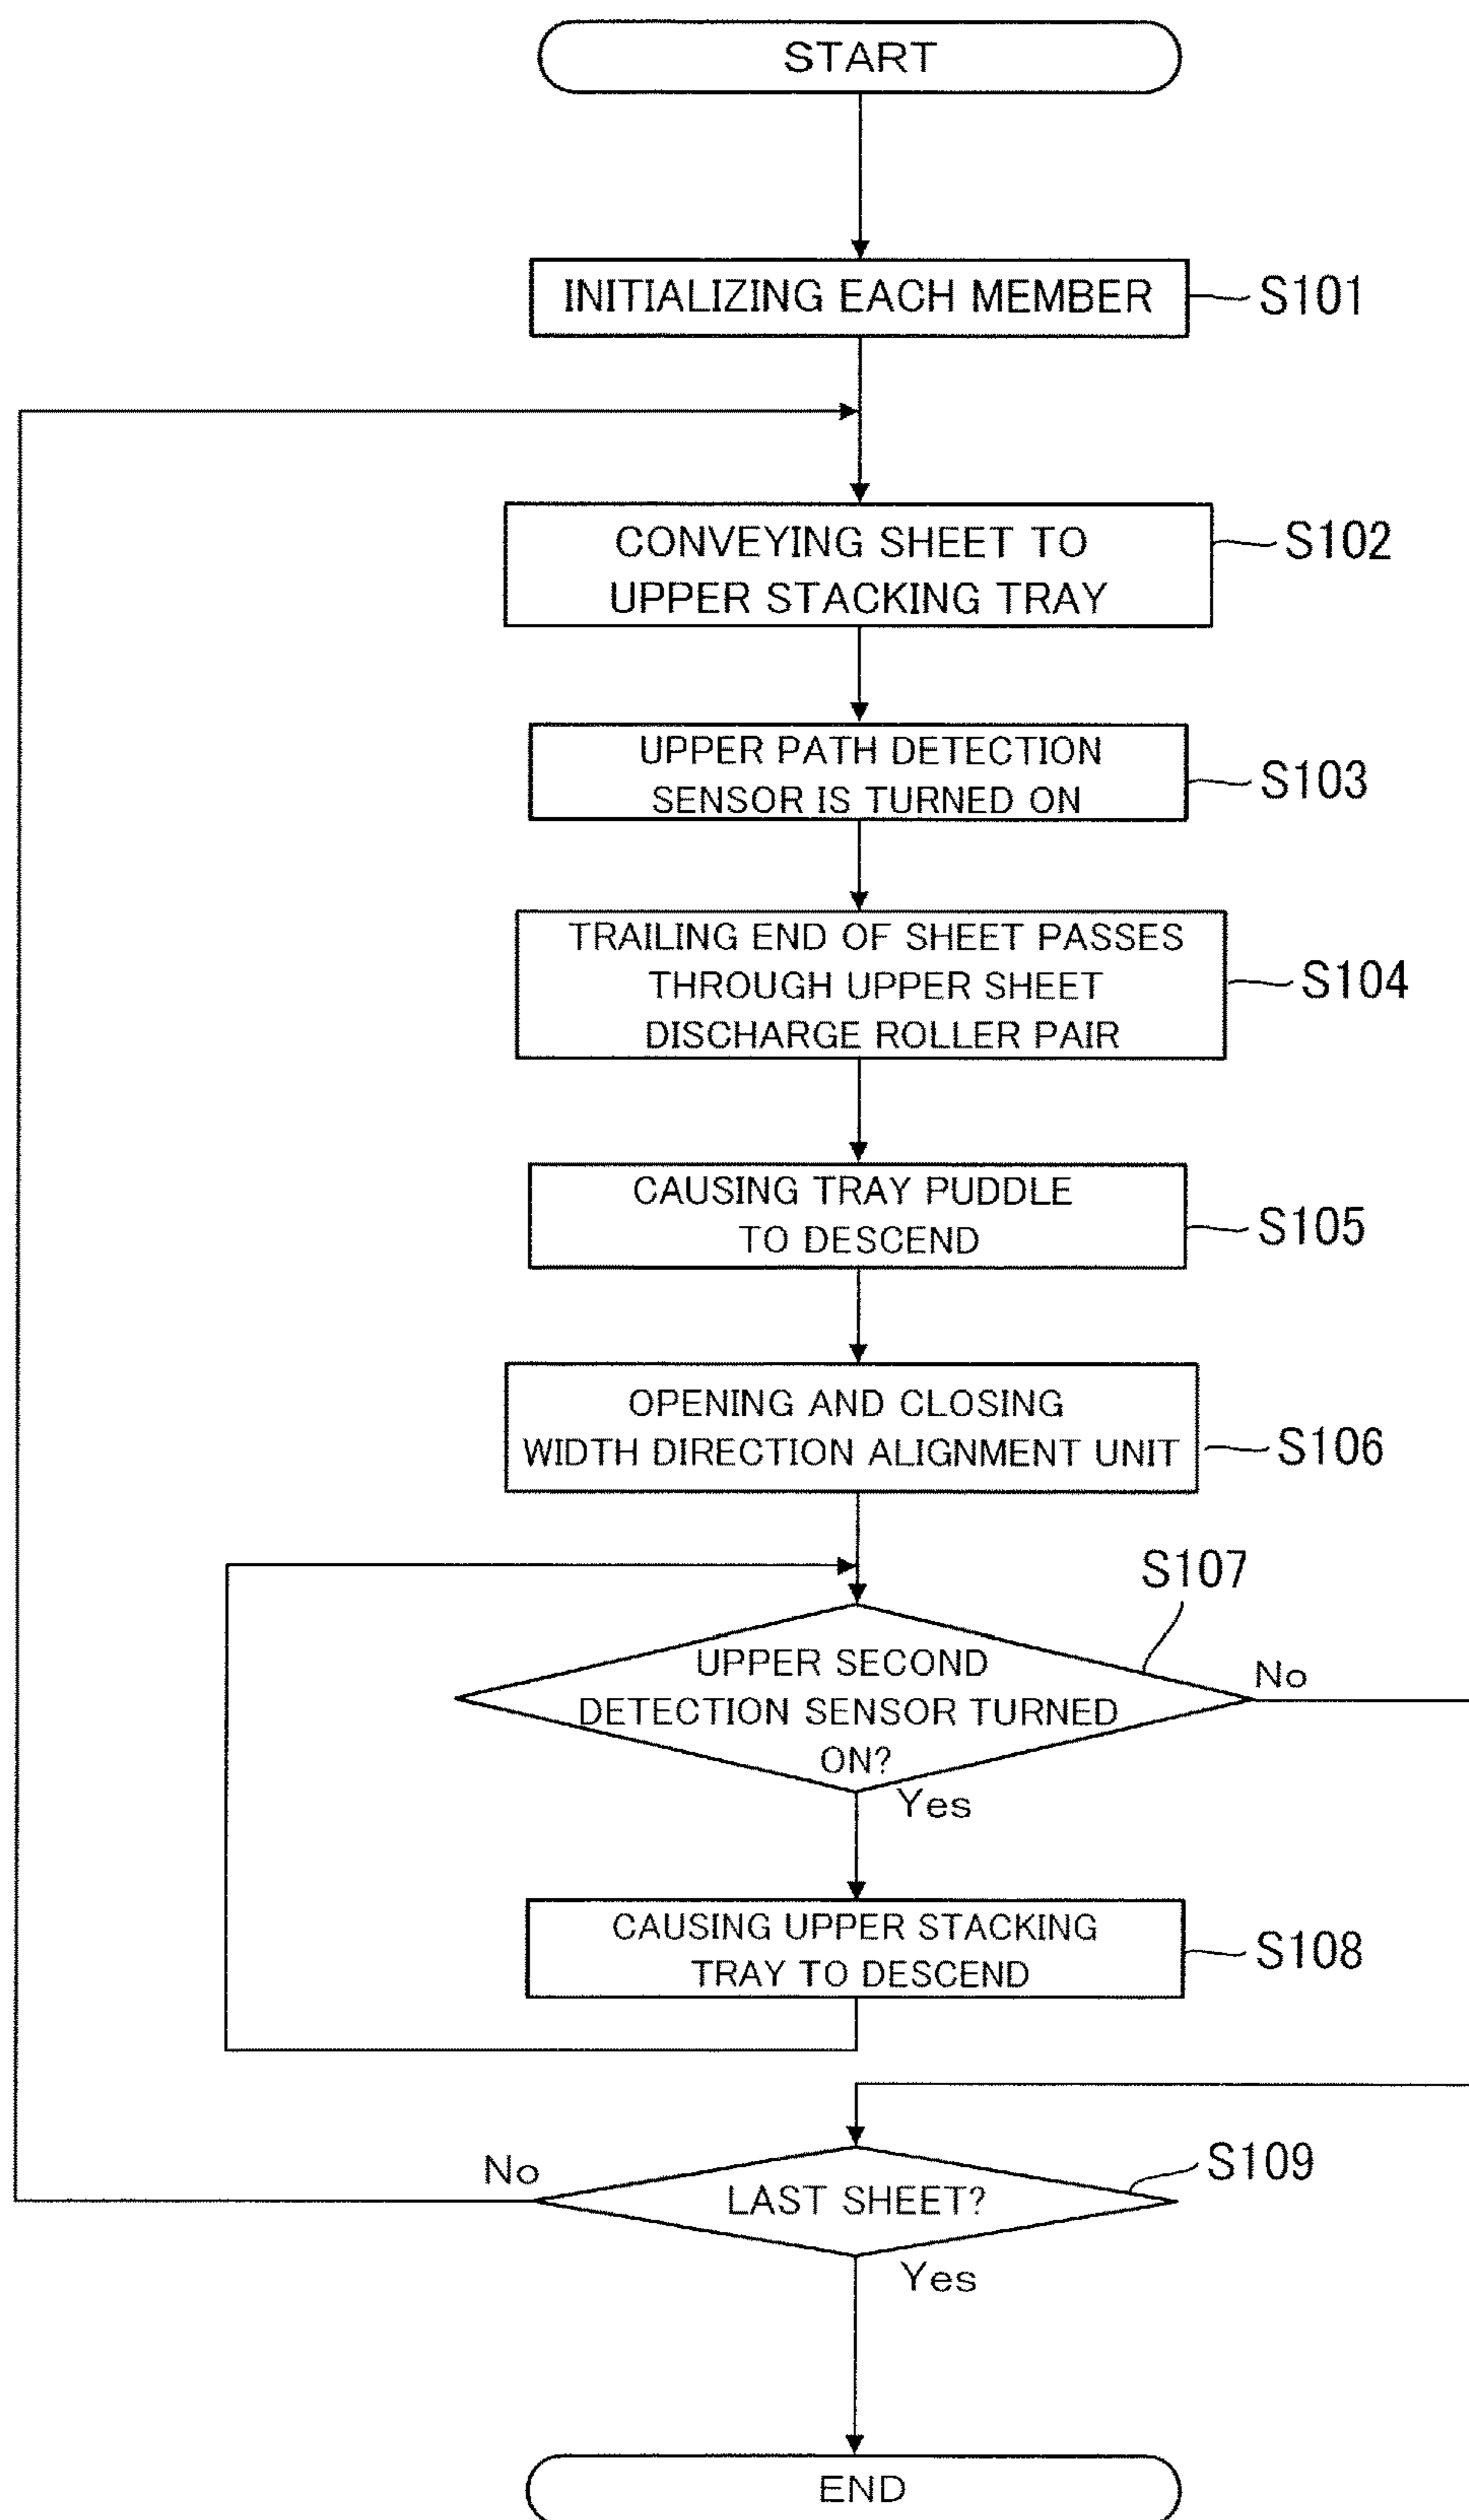 START
INITIALIZING EACH MEMBER
S101
CONVEYING SHEET TO
UPPER STACKING TRAY
S102
UPPER PATH DETECTION
SENSOR IS TURNED ON
S103
TRAILING END OF SHEET PASSES
THROUGH UPPER SHEET
DISCHARGE ROLLER PAIR
S104
CAUSING TRAY PUDDLE
TO DESCEND
S105
OPENING AND CLOSING
WIDTH DIRECTION ALIGNMENT UNIT
S106
S107
UPPER SECOND
DETECTION SENSOR TURNED
ON?
No
Yes
CAUSING UPPER STACKING
TRAY TO DESCEND
S108
No
LAST SHEET?
S109
Yes
END